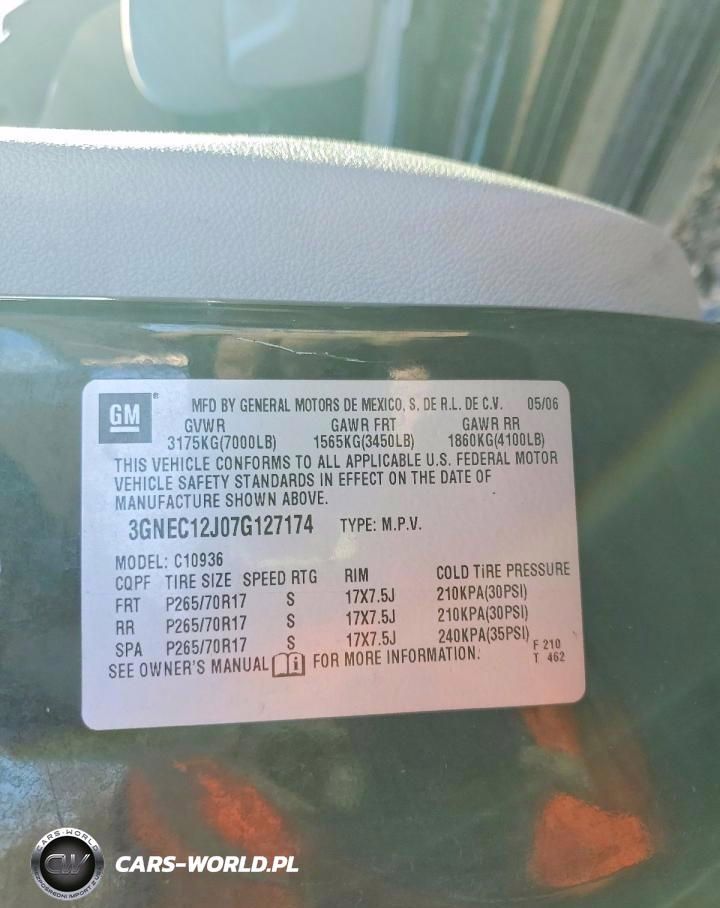 GM ®
MFD BY GENERAL MOTORS DE MEXICO, S. DE R.L. DE C.V. 05/06
GVWR GAWR FRT GAWR RR
3175KG(7000LB) 1565KG(3450LB) 1860KG(4100LB)
THIS VEHICLE CONFORMS TO ALL APPLICABLE U.S. FEDERAL MOTOR
VEHICLE SAFETY STANDARDS IN EFFECT ON THE DATE OF
MANUFACTURE SHOWN ABOVE.
3GNEC12J07G127174 TYPE: M.P.V.
MODEL: C10936
CQPF TIRE SIZE SPEED RTG RIM COLD TIRE PRESSURE
FRT P265/70R17 S 17X7.5J 210KPA(30PSI)
RR P265/70R17 S 17X7.5J 210KPA(30PSI)
SPA P265/70R17 S 17X7.5J 240KPA(35PSI)
SEE OWNER'S MANUAL FOR MORE INFORMATION.
F 210
T 462
CARS-WORLD
CW
BEZPOŚREDNI IMPORT Z USA
CARS-WORLD.PL